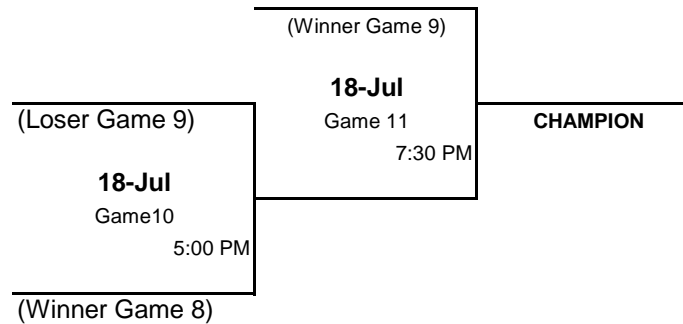 (Winner Game 9)
18-Jul
(Loser Game 9)
Game 11
CHAMPION
7:30 PM
18-Jul
Game10
5:00 PM
(Winner Game 8)